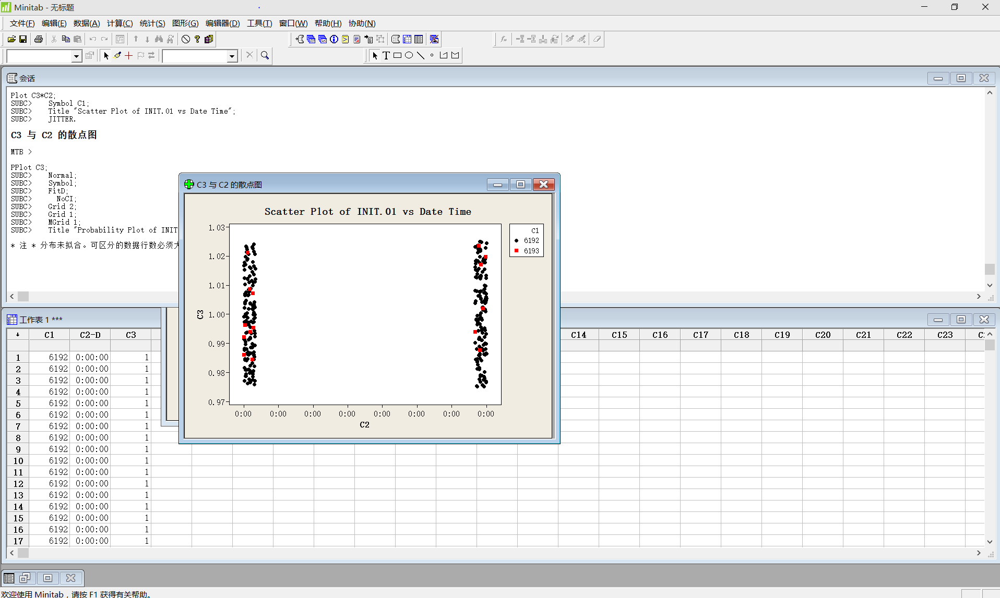 Minitab - 无标题
文件(F) 编辑(E) 数据(A) 计算(C) 统计(S) 图形(G) 编辑器(D) 工具(T) 窗口(W) 帮助(H) 协助(N)
会话
Plot C3*C2;
SUBC> Symbol C1;
SUBC> Title "Scatter Plot of INIT.01 vs Date Time";
SUBC> JITTER.
C3 与 C2 的散点图
MTB >
PPlot C3;
SUBC> Normal;
SUBC> Symbol;
SUBC> FitD;
SUBC> NoCI;
SUBC> Grid 2;
SUBC> Grid 1;
SUBC> MGrid 1;
SUBC> Title "Probability Plot of INIT
* 注 * 分布未拟合。可区分的数据行数必须大
C3 与 C2 的散点图
Scatter Plot of INIT.01 vs Date Time
1.03
1.02
1.01
1.00
0.99
0.98
0.97
C3
0:00 0:00 0:00 0:00 0:00 0:00 0:00 0:00
C2
C1
6192
6193
工作表 1 ***
C1 C2-D C3 C14 C15 C16 C17 C18 C19 C20 C21 C22 C23
1 6192 0:00:00 1
2 6192 0:00:00 1
3 6192 0:00:00 1
4 6192 0:00:00 1
5 6192 0:00:00 1
6 6192 0:00:00 1
7 6192 0:00:00 1
8 6192 0:00:00 1
9 6192 0:00:00 1
10 6192 0:00:00 1
11 6192 0:00:00 1
12 6192 0:00:00 1
13 6192 0:00:00 1
14 6192 0:00:00 1
15 6192 0:00:00 1
16 6192 0:00:00 1
17 6192 0:00:00 1
欢迎使用 Minitab，请按 F1 获得有关帮助。